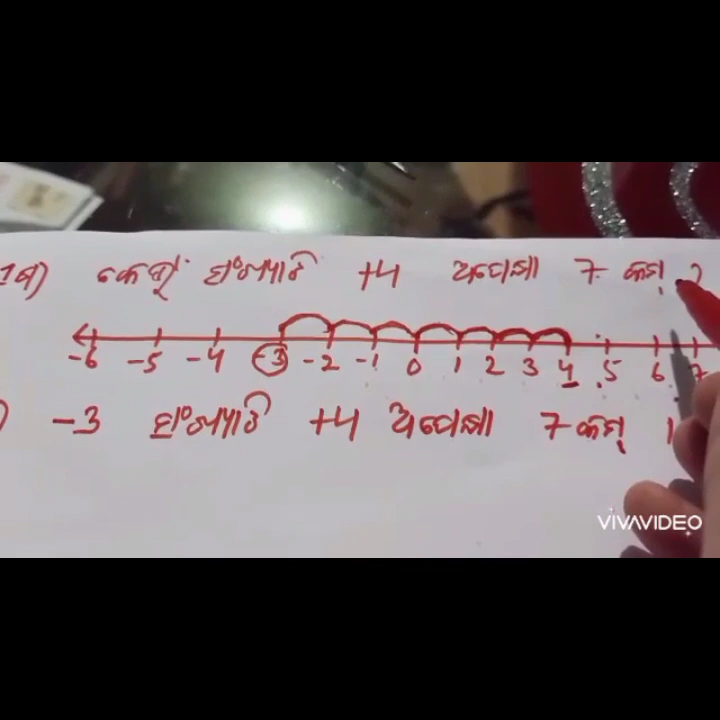 କେଉଁ ସଂଖ୍ୟାଟି +4 ଅପେକ୍ଷା 7 କମ୍ ?
-6 -5 -4 -3 -2 -1 0 1 2 3 4 5 6 7
-3 ସଂଖ୍ୟାଟି +4 ଅପେକ୍ଷା 7 କମ୍ ।
VIVAVIDEO